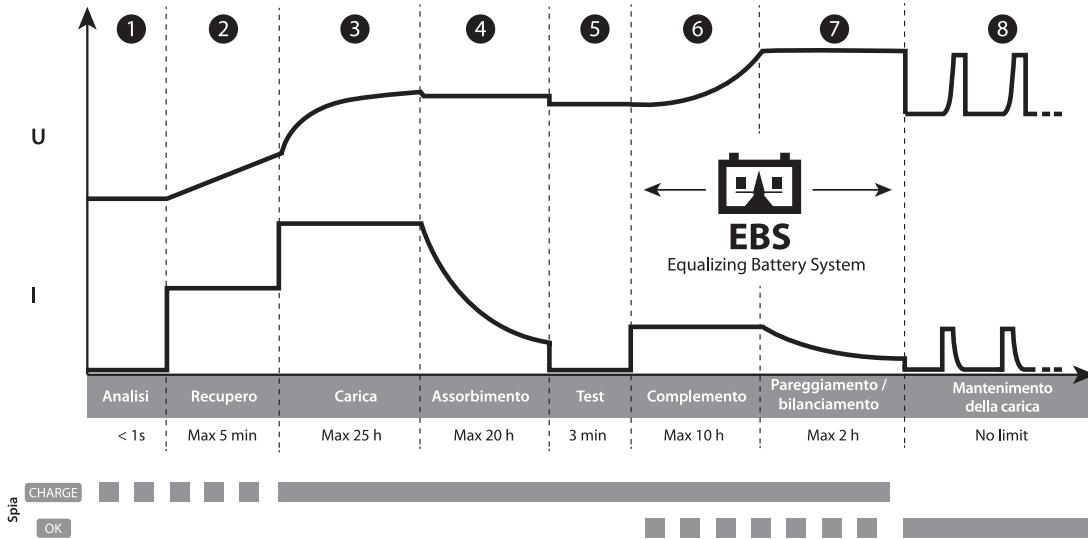 1 2 3 4 5 6 7 8
U
EBS
Equalizing Battery System
I
Analisi Recupero Carica Assorbimento Test Complemento Pareggiamento / bilanciamento Mantenimento della carica
< 1s Max 5 min Max 25 h Max 20 h 3 min Max 10 h Max 2 h No limit
Spia
CHARGE
OK